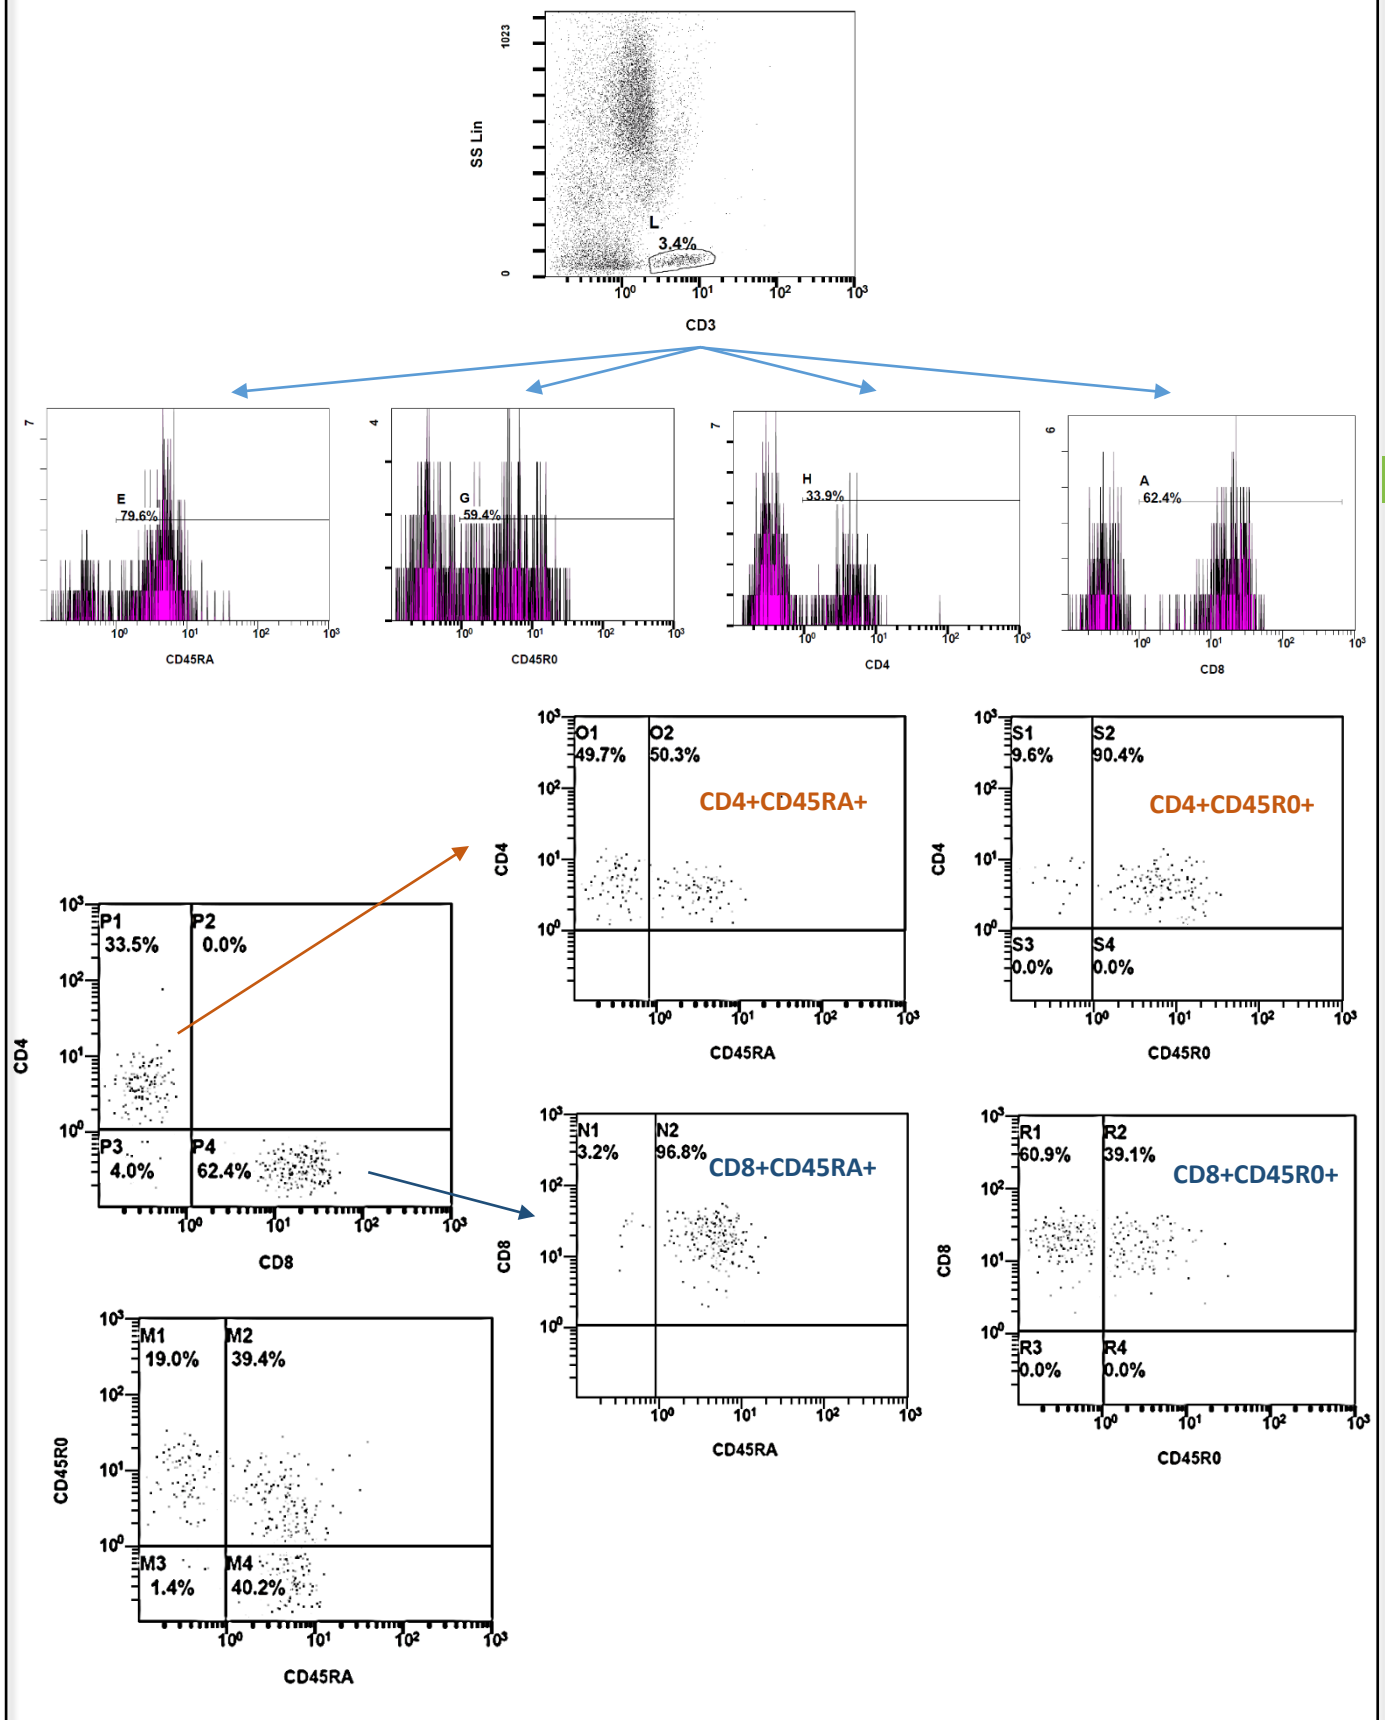 1023
SS Lin
0
L
3.4%
10⁰ 10¹ 10² 10³
CD3
7
E
79.6%
10⁰ 10¹ 10² 10³
CD45RA
4
G
59.4%
10⁰ 10¹ 10² 10³
CD45R0
7
H
33.9%
10⁰ 10¹ 10² 10³
CD4
6
A
62.4%
10⁰ 10¹ 10² 10³
CD8
10³
10²
10¹
10⁰
CD4
O1 O2
49.7% 50.3%
CD4+CD45RA+
10⁰ 10¹ 10² 10³
CD45RA
10³
10²
10¹
10⁰
CD4
S1 S2
9.6% 90.4%
CD4+CD45R0+
S3 S4
0.0% 0.0%
10⁰ 10¹ 10² 10³
CD45R0
10³
10²
10¹
10⁰
CD4
P1 P2
33.5% 0.0%
P3 P4
4.0% 62.4%
10⁰ 10¹ 10² 10³
CD8
10³
10²
10¹
10⁰
CD8
N1 N2
3.2% 96.8%
CD8+CD45RA+
10⁰ 10¹ 10² 10³
CD45RA
10³
10²
10¹
10⁰
CD8
R1 R2
60.9% 39.1%
CD8+CD45R0+
R3 R4
0.0% 0.0%
10⁰ 10¹ 10² 10³
CD45R0
10³
10²
10¹
10⁰
CD45R0
M1 M2
19.0% 39.4%
M3 M4
1.4% 40.2%
10⁰ 10¹ 10² 10³
CD45RA